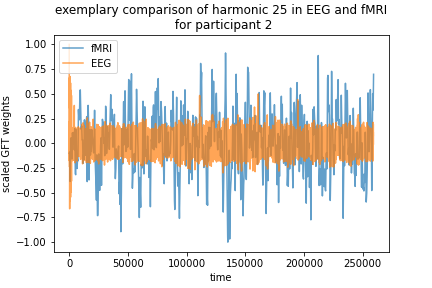 exemplary comparison of harmonic 25 in EEG and fMRI
for participant 2
fMRI
EEG
scaled GFT weights
1.00
0.75
0.50
0.25
0.00
−0.25
−0.50
−0.75
−1.00
0 50000 100000 150000 200000 250000
time